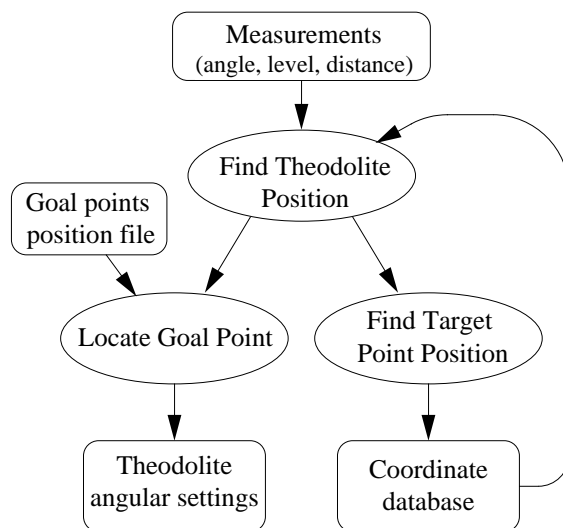 Measurements
(angle, level, distance)
Find Theodolite
Position
Goal points
position file
Locate Goal Point
Find Target
Point Position
Theodolite
angular settings
Coordinate
database